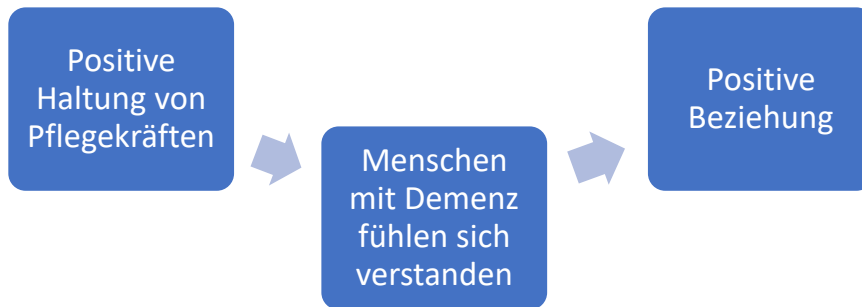 Positive
Haltung von
Pflegekräften
Menschen
mit Demenz
fühlen sich
verstanden
Positive
Beziehung